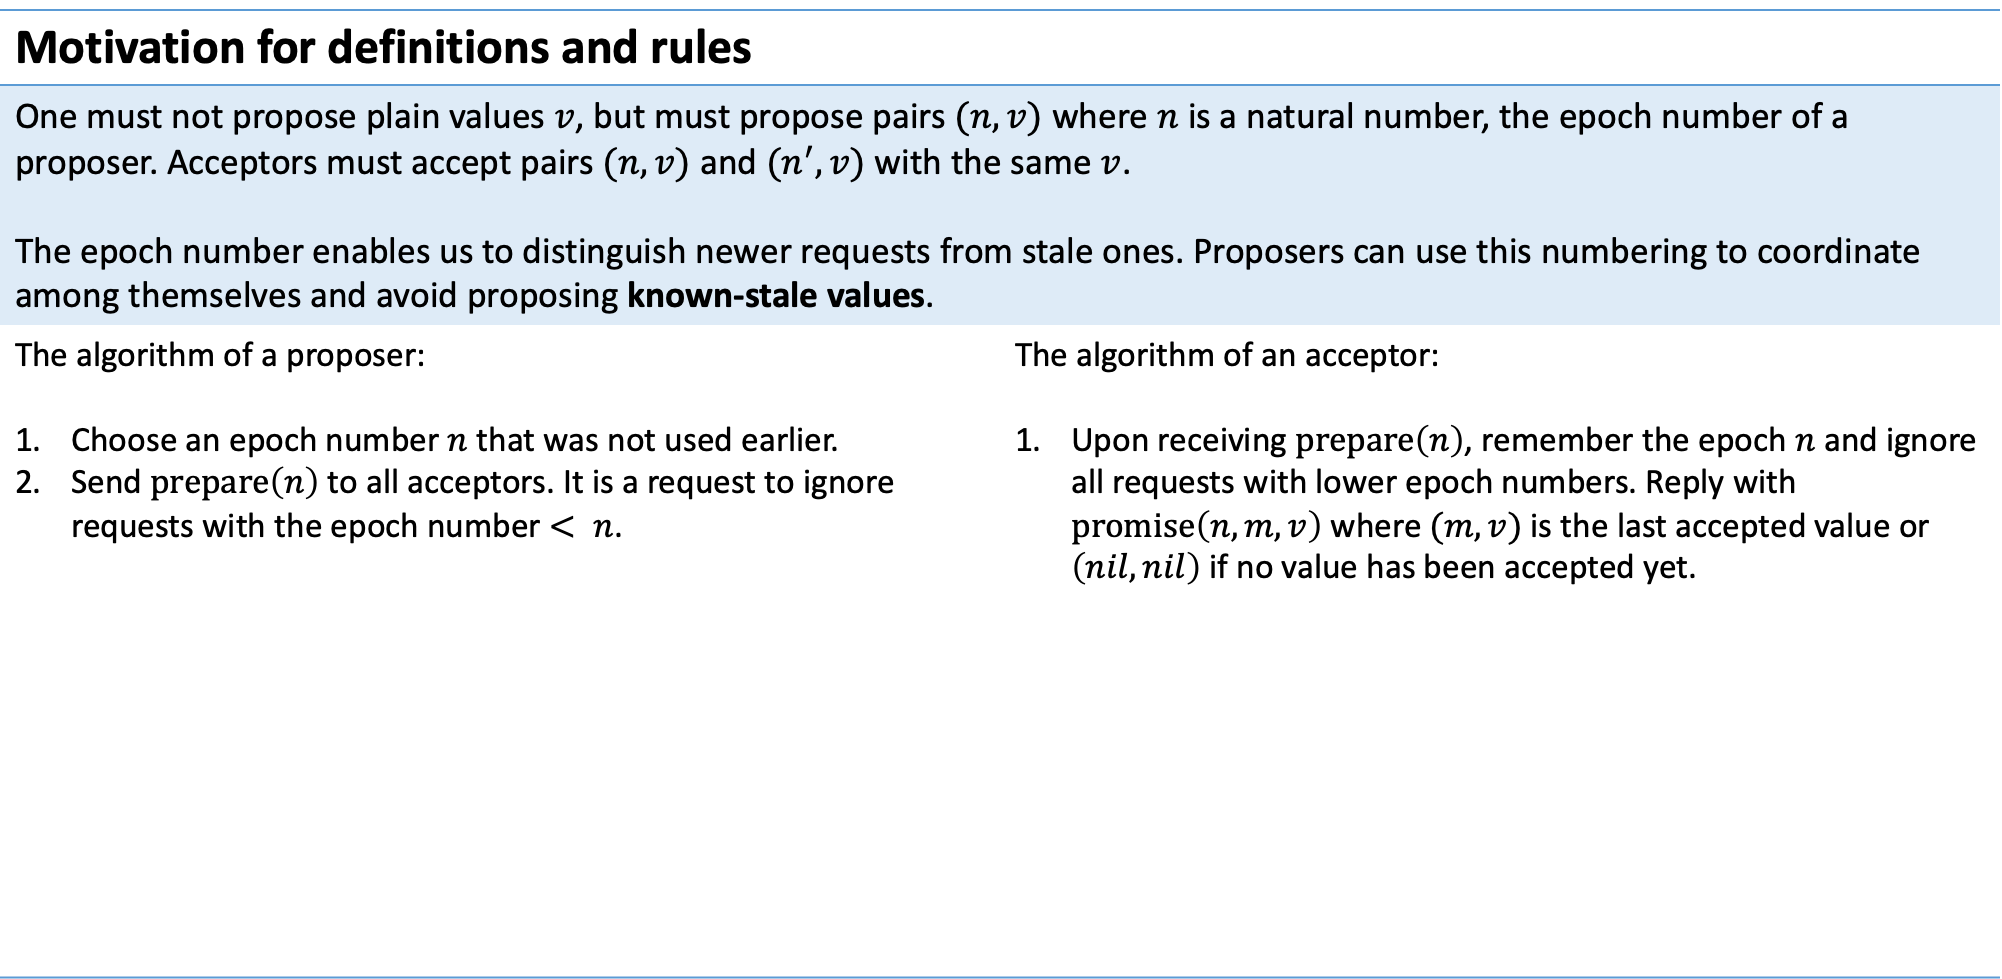 Motivation for definitions and rules
One must not propose plain values 𝑣, but must propose pairs (𝑛, 𝑣) where 𝑛 is a natural number, the epoch number of a
proposer. Acceptors must accept pairs (𝑛, 𝑣) and (𝑛′, 𝑣) with the same 𝑣.
The epoch number enables us to distinguish newer requests from stale ones. Proposers can use this numbering to coordinate
among themselves and avoid proposing known-stale values.
The algorithm of a proposer:
1. Choose an epoch number 𝑛 that was not used earlier.
2. Send prepare(𝑛) to all acceptors. It is a request to ignore
requests with the epoch number < 𝑛.
The algorithm of an acceptor:
1. Upon receiving prepare(𝑛), remember the epoch 𝑛 and ignore
all requests with lower epoch numbers. Reply with
promise(𝑛, 𝑚, 𝑣) where (𝑚, 𝑣) is the last accepted value or
(𝑛𝑖𝑙, 𝑛𝑖𝑙) if no value has been accepted yet.